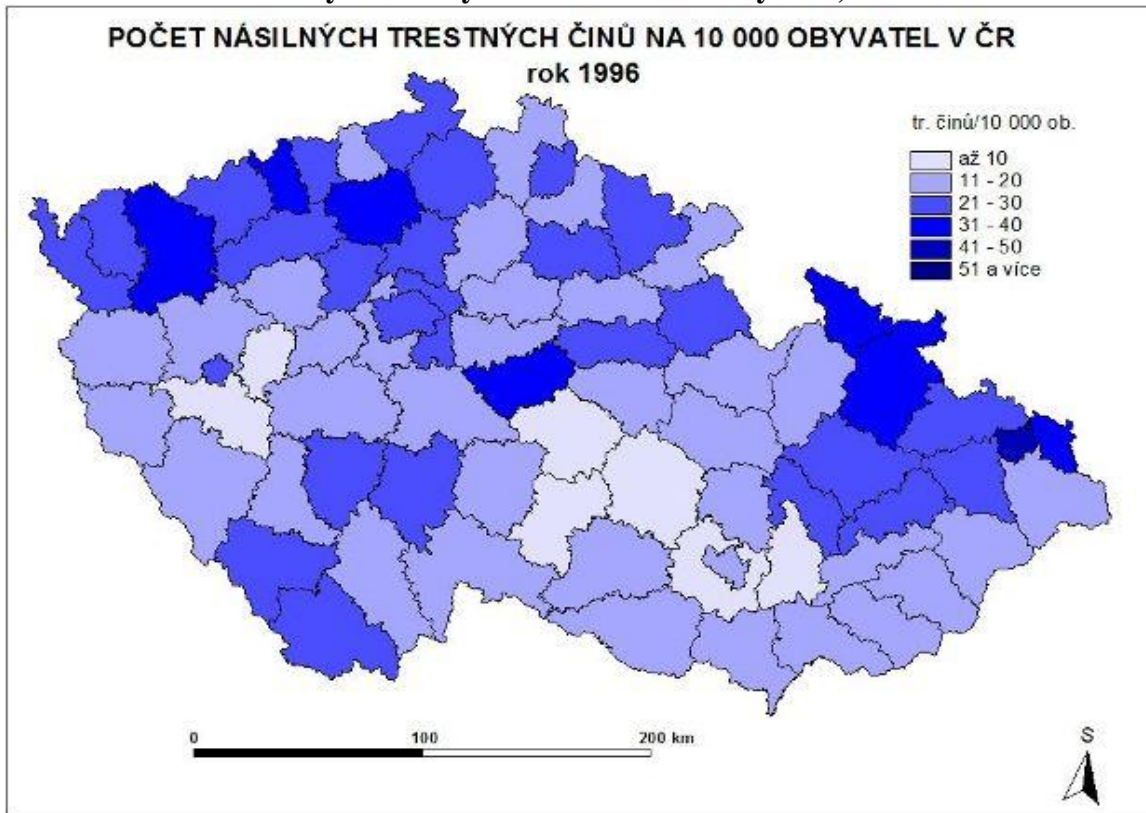 POČET NÁSILNÝCH TRESTNÝCH ČINŮ NA 10 000 OBYVATEL V ČR
rok 1996
tr. činů/10 000 ob.
až 10
11 - 20
21 - 30
31 - 40
41 - 50
51 a více
0 100 200 km
S